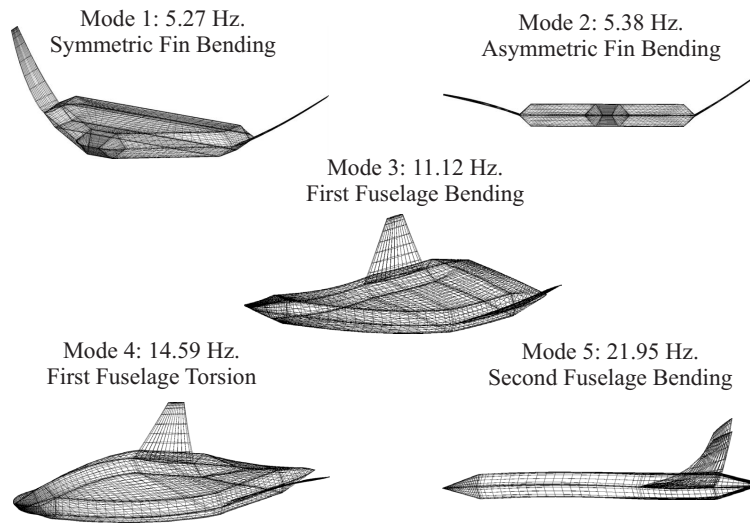 Mode 1: 5.27 Hz.
Symmetric Fin Bending
Mode 2: 5.38 Hz.
Asymmetric Fin Bending
Mode 3: 11.12 Hz.
First Fuselage Bending
Mode 4: 14.59 Hz.
First Fuselage Torsion
Mode 5: 21.95 Hz.
Second Fuselage Bending